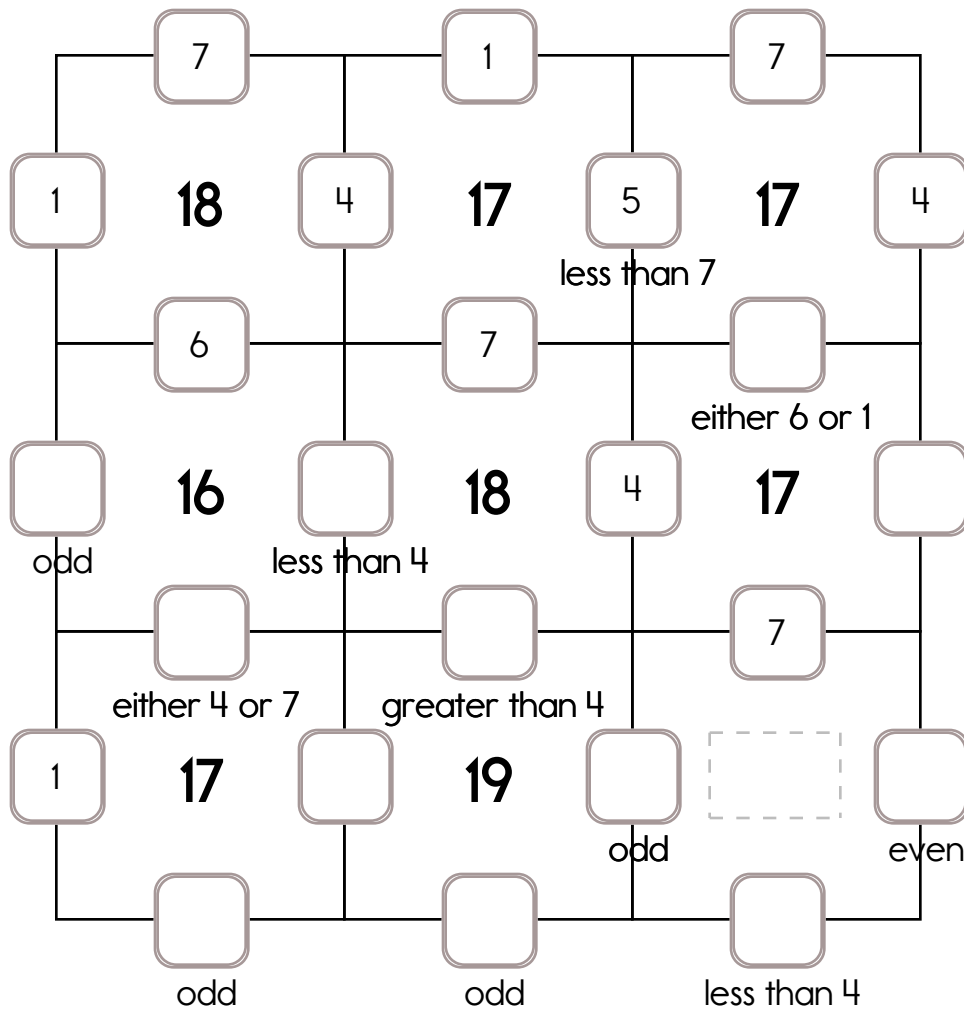 7 1 7
1 18 4 17 5 17 4
less than 7
6 7
either 6 or 1
16 18 4 17
odd less than 4
7
either 4 or 7 greater than 4
1 17 19
odd even
odd odd less than 4